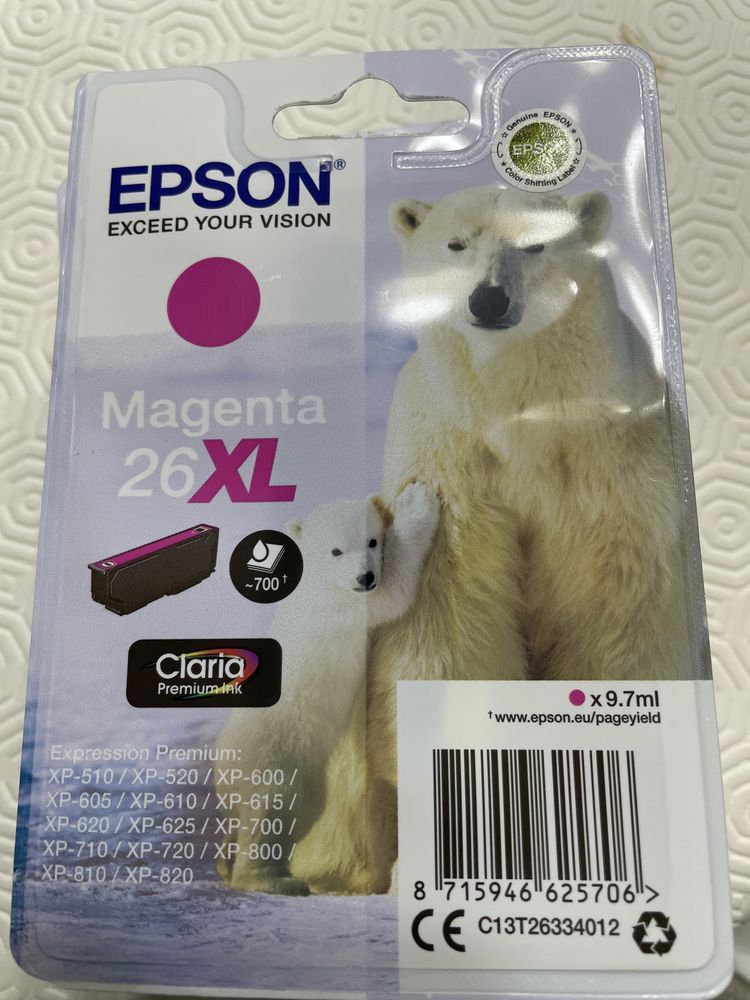 Genuine EPSON
EPSON
Color Shifting Label
EPSON®
EXCEED YOUR VISION
Magenta
26XL
~700†
Claria
Premium Ink
x 9.7ml
†www.epson.eu/pageyield
Expression Premium:
XP-510 / XP-520 / XP-600 /
XP-605 / XP-610 / XP-615 /
XP-620 / XP-625 / XP-700 /
XP-710 / XP-720 / XP-800 /
XP-810 / XP-820
8 715946 625706 >
CE C13T26334012